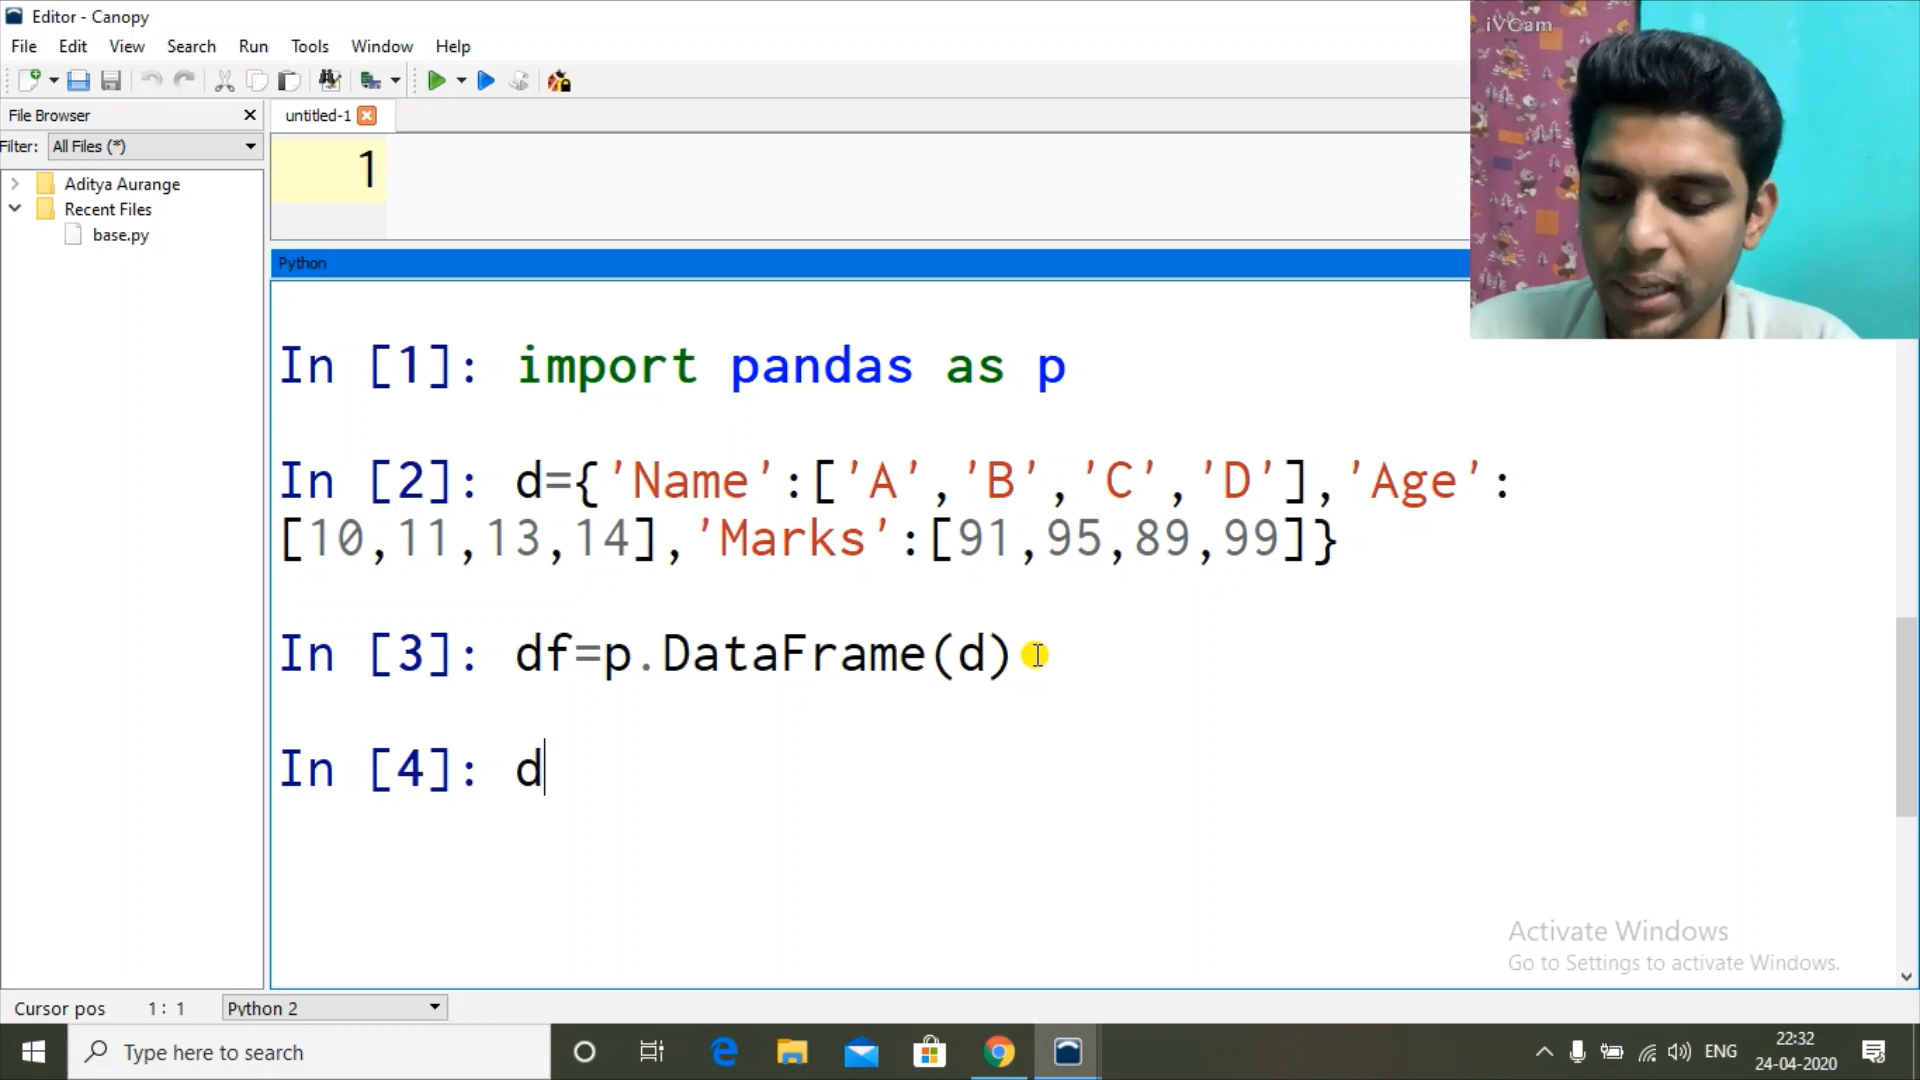 Editor - Canopy
File Edit View Search Run Tools Window Help
File Browser
Filter: All Files (*)
Aditya Aurange
Recent Files
base.py
untitled-1
1
Python
In [1]: import pandas as p
In [2]: d={'Name':['A','B','C','D'],'Age':
[10,11,13,14],'Marks':[91,95,89,99]}
In [3]: df=p.DataFrame(d)
In [4]: d
iVCam
Activate Windows
Go to Settings to activate Windows.
Cursor pos 1: 1 Python 2
Type here to search
ENG
22:32
24-04-2020